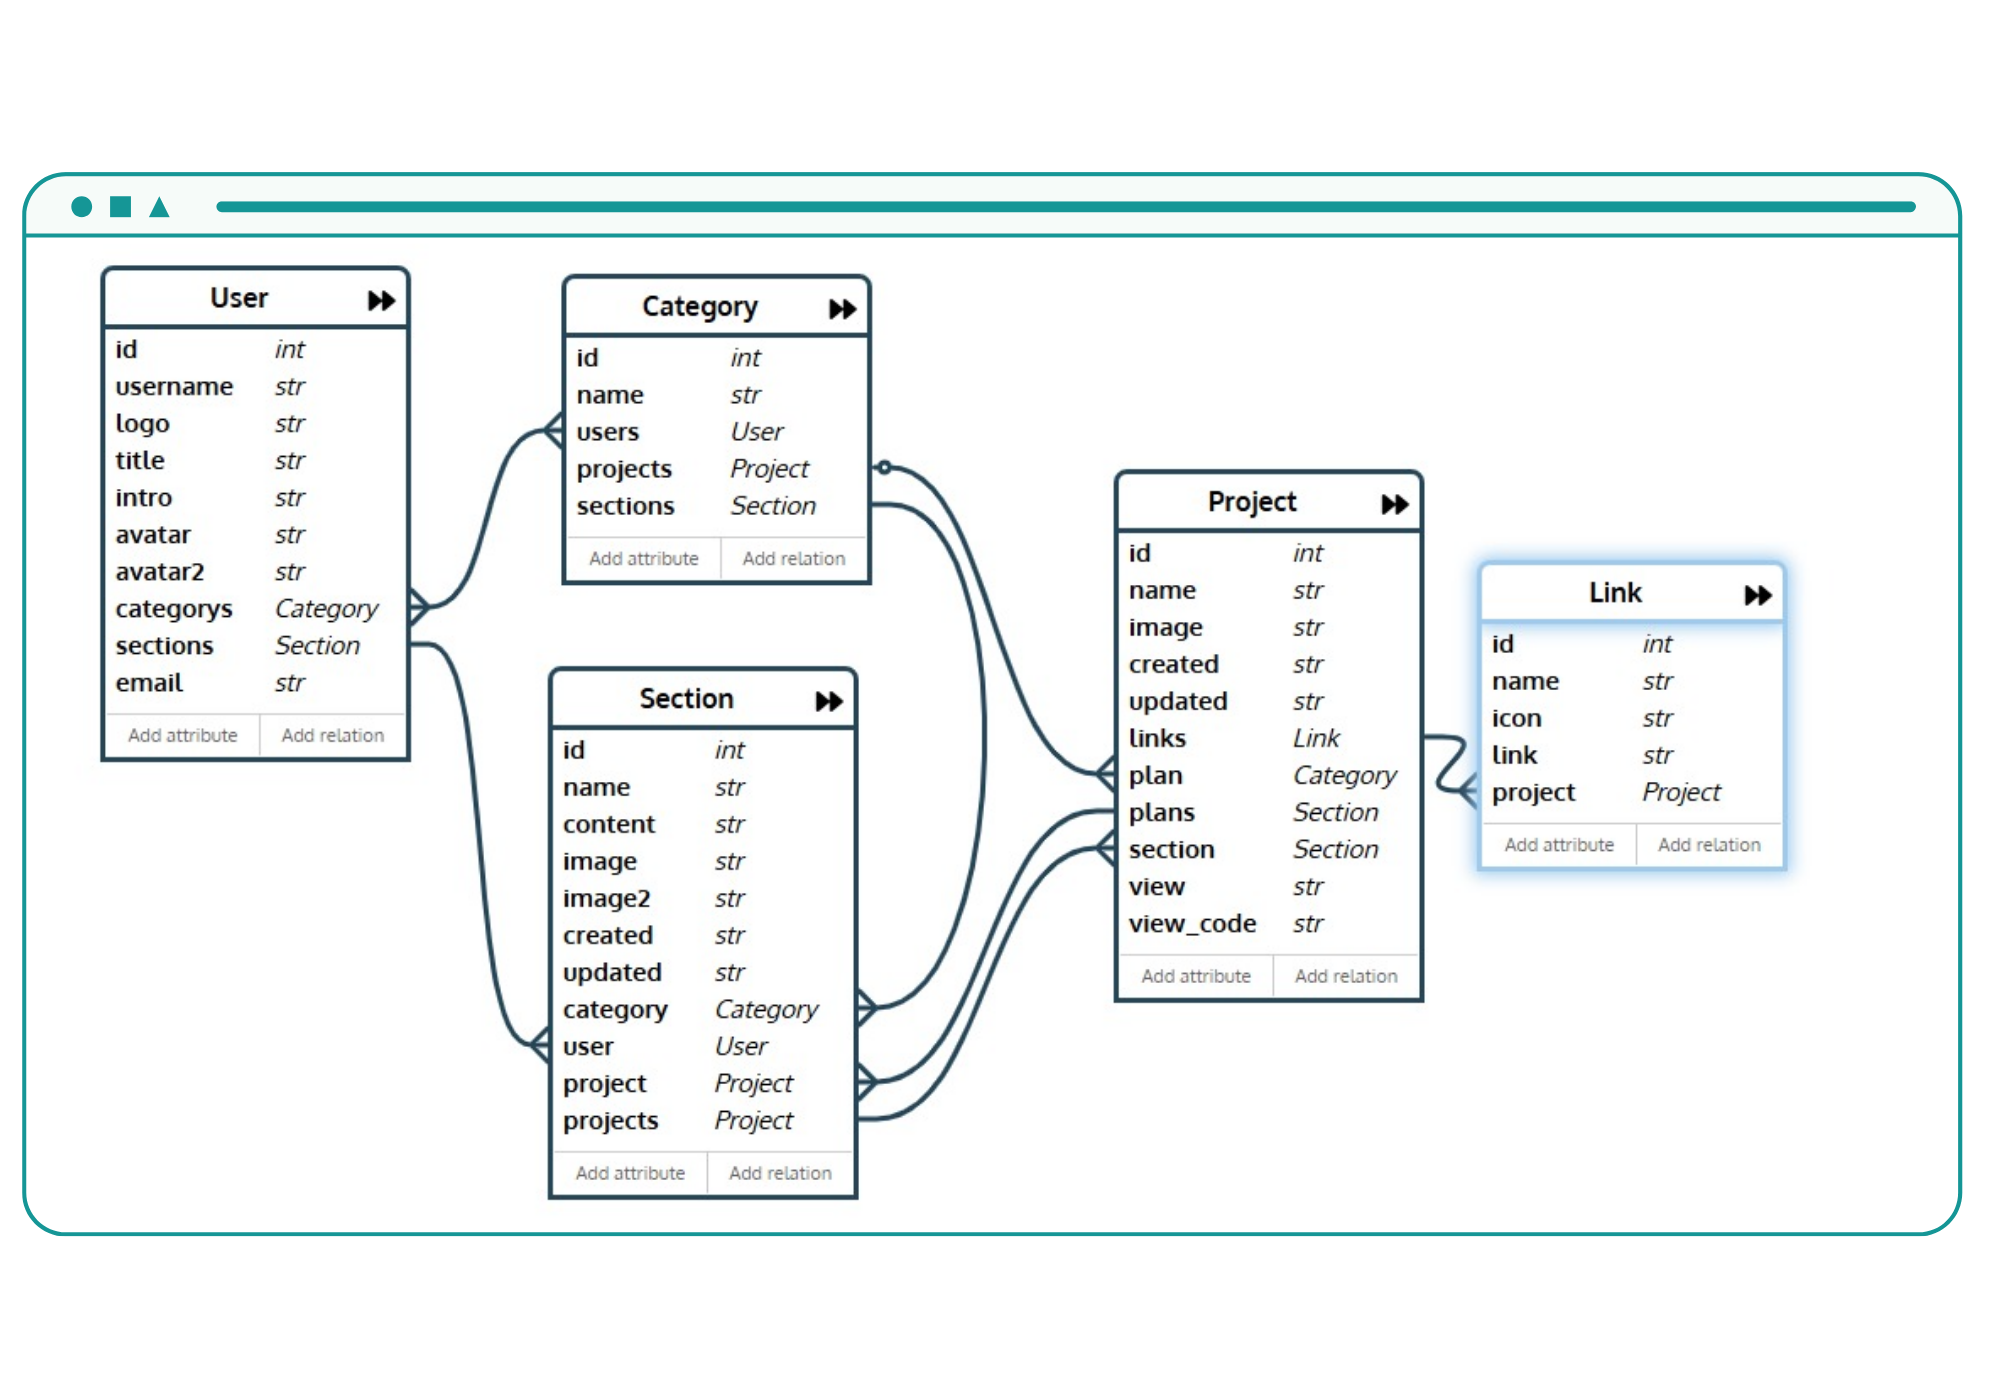 User
id int
username str
logo str
title str
intro str
avatar str
avatar2 str
categorys Category
sections Section
email str
Add attribute Add relation
Category
id int
name str
users User
projects Project
sections Section
Add attribute Add relation
Section
id int
name str
content str
image str
image2 str
created str
updated str
category Category
user User
project Project
projects Project
Add attribute Add relation
Project
id int
name str
image str
created str
updated str
links Link
plan Category
plans Section
section Section
view str
view_code str
Add attribute Add relation
Link
id int
name str
icon str
link str
project Project
Add attribute Add relation